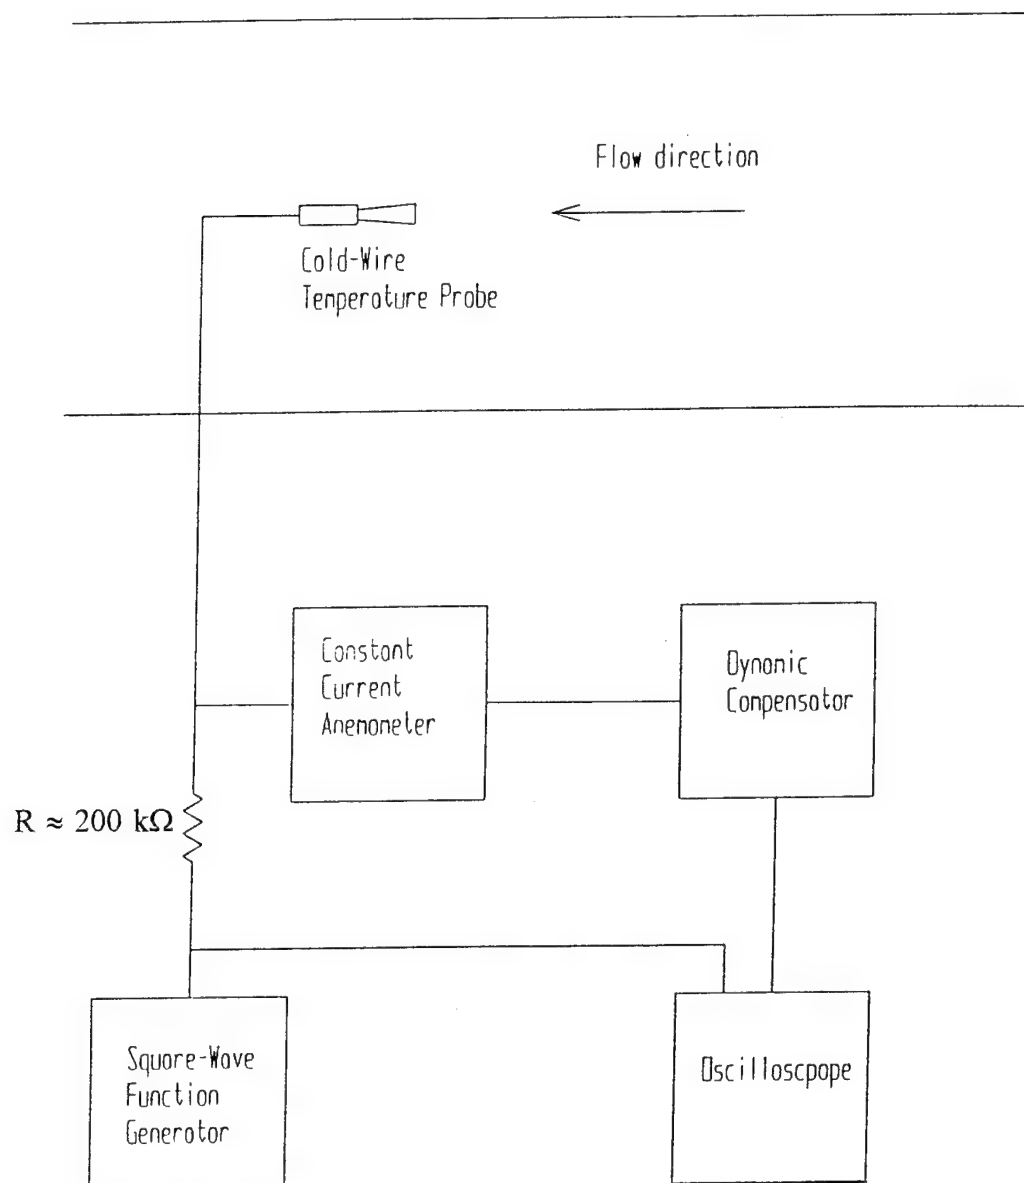 Flow direction
Cold-Wire
Temperature Probe
Constant
Current
Anemometer
Dynamic
Compensator
R ≈ 200 kΩ
Square-Wave
Function
Generator
Oscilloscpope